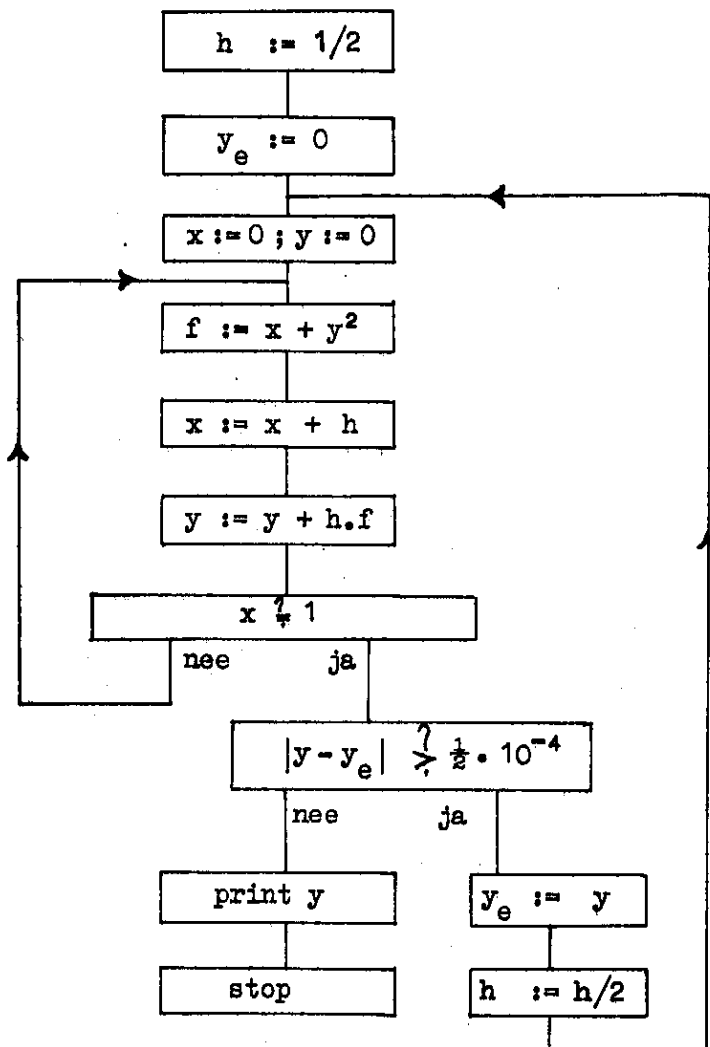 h := 1/2
y_e := 0
x := 0 ; y := 0
f := x + y²
x := x + h
y := y + h.f
x ?= 1
nee ja
|y - y_e| ?> ½ . 10⁻⁴
nee ja
print y y_e := y
stop h := h/2